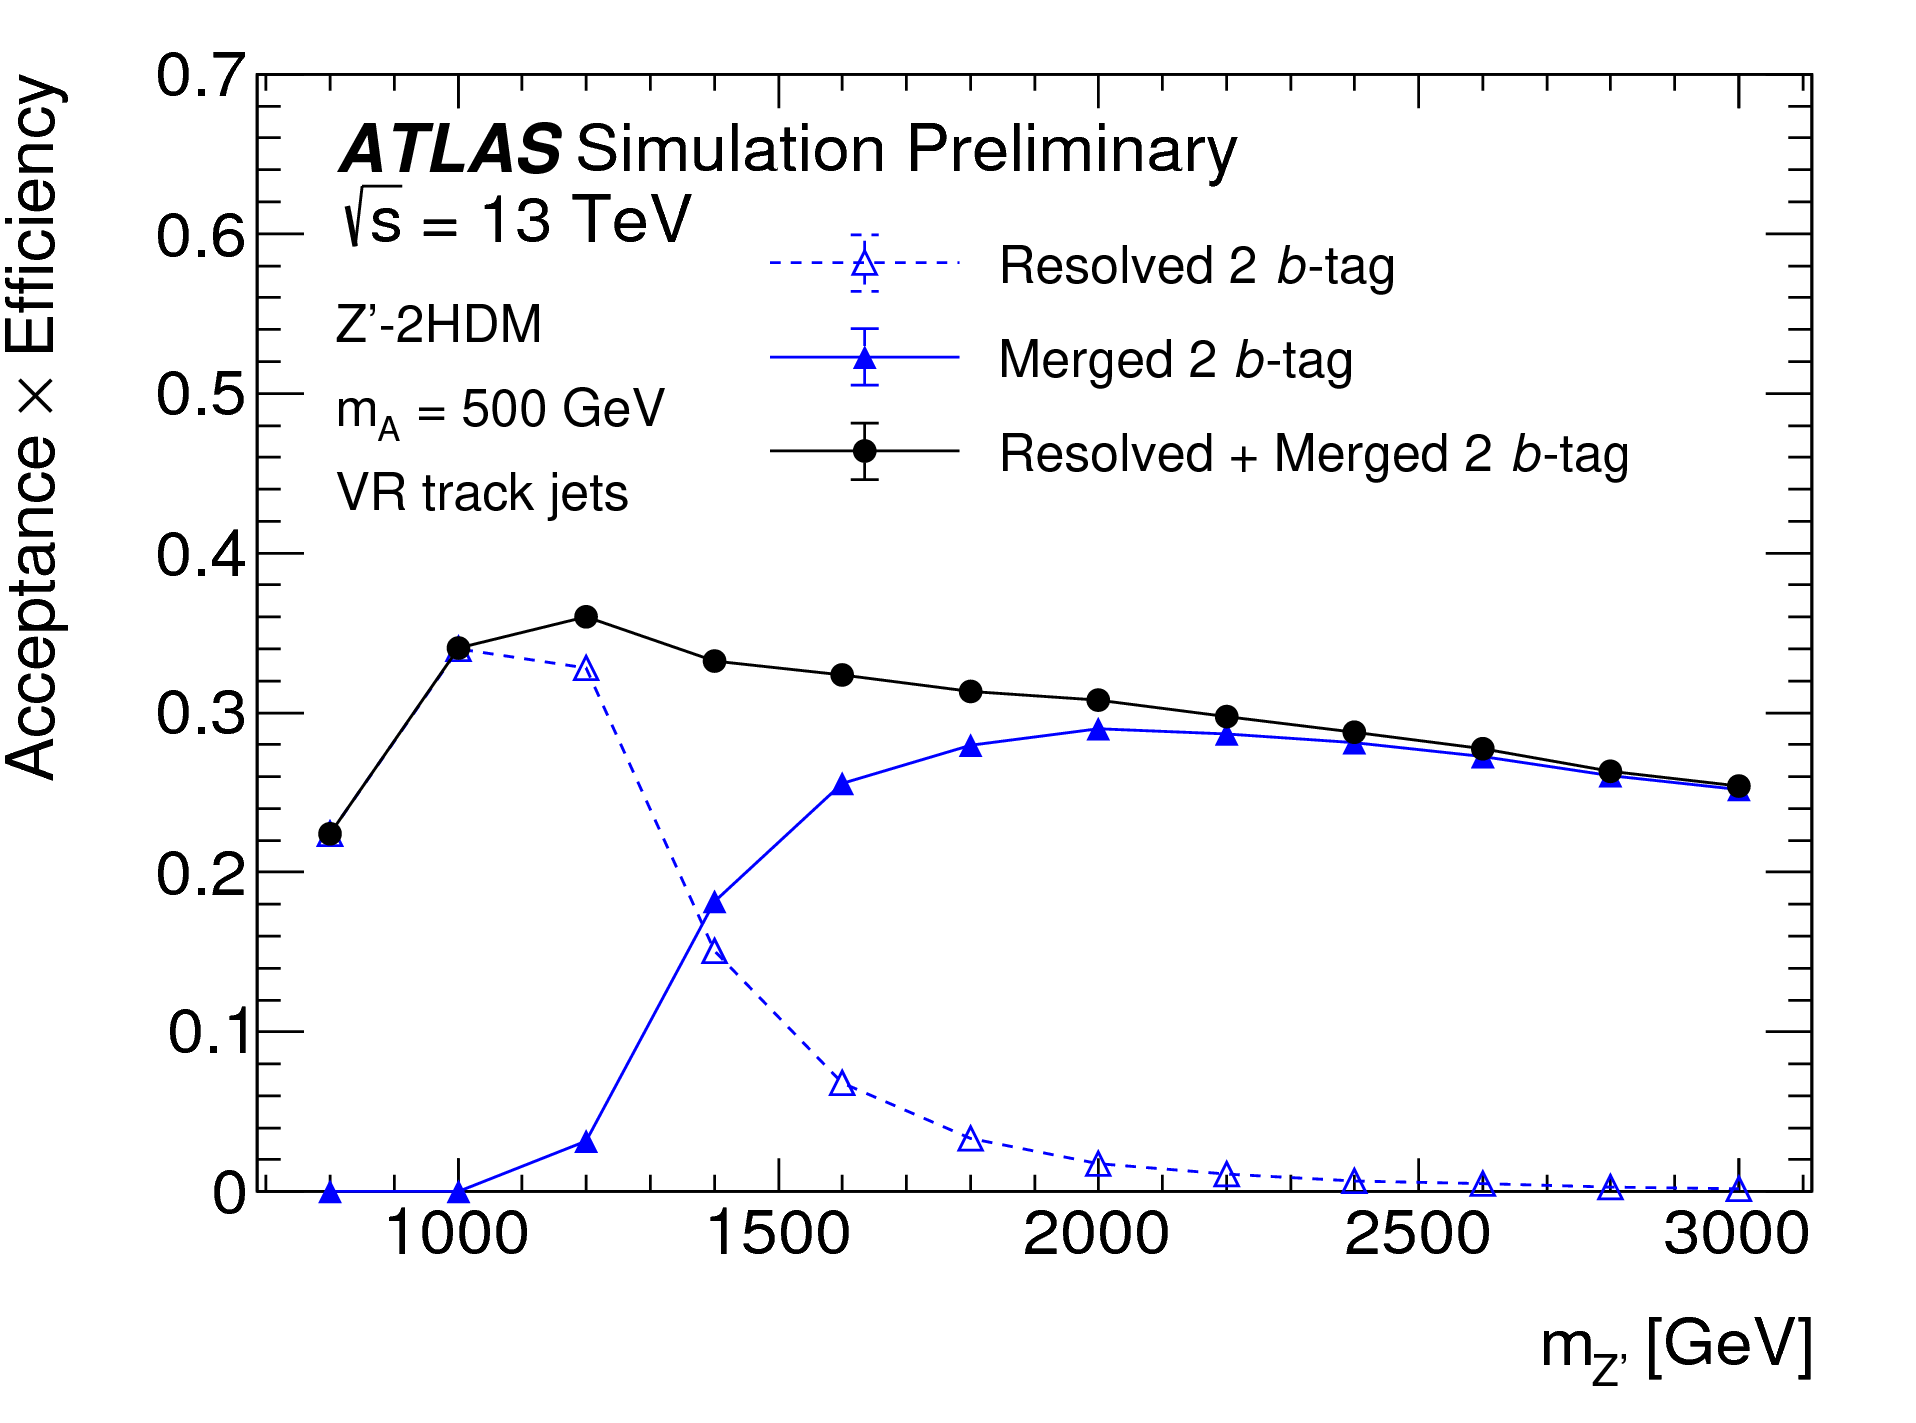 Acceptance × Efficiency
0.7
0.6
0.5
0.4
0.3
0.2
0.1
0
ATLAS Simulation Preliminary
√s = 13 TeV
Z’-2HDM
mA = 500 GeV
VR track jets
Resolved 2 b-tag
Merged 2 b-tag
Resolved + Merged 2 b-tag
1000 1500 2000 2500 3000
mZ’ [GeV]